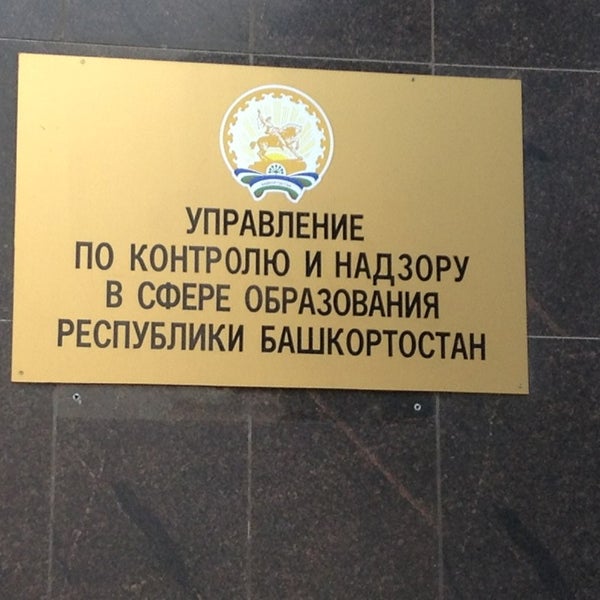 УПРАВЛЕНИЕ
ПО КОНТРОЛЮ И НАДЗОРУ
В СФЕРЕ ОБРАЗОВАНИЯ
РЕСПУБЛИКИ БАШКОРТОСТАН